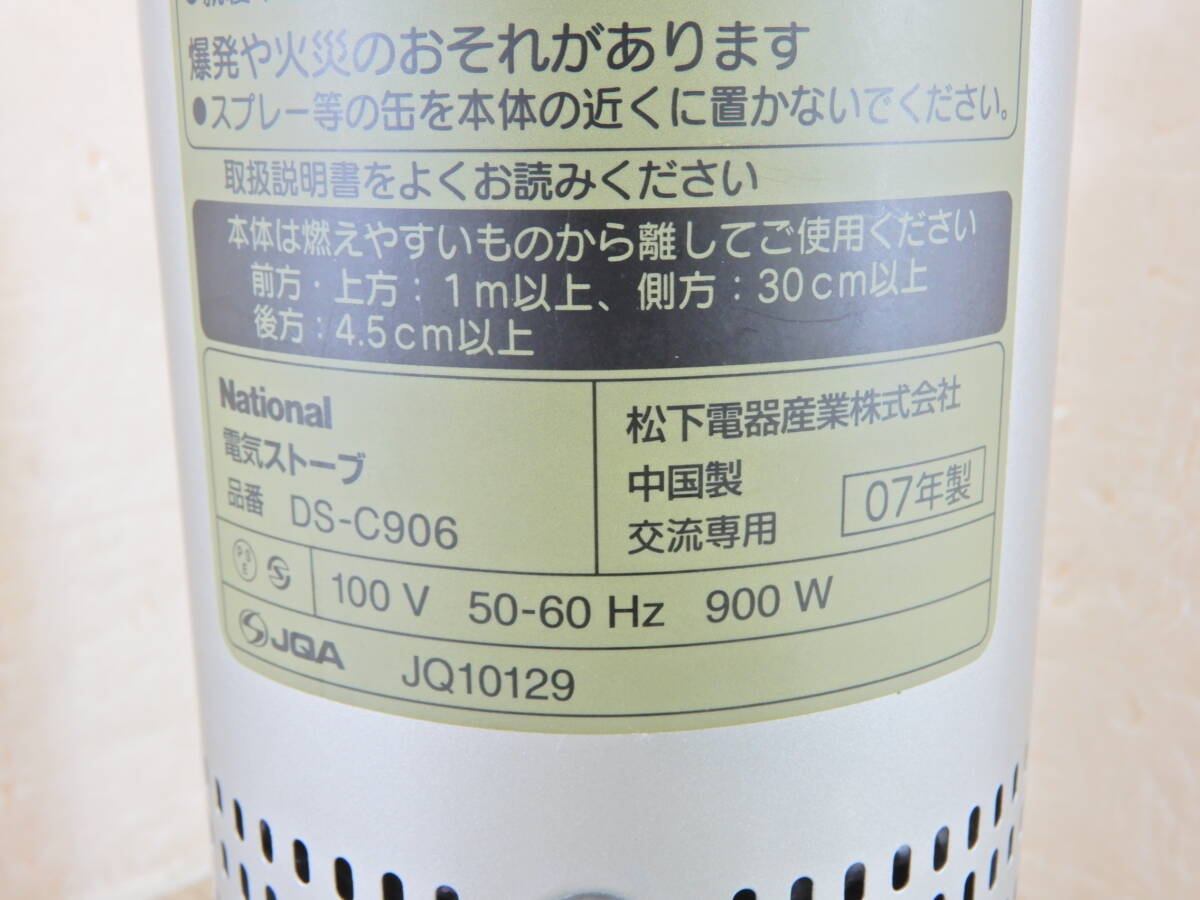 爆発や火災のおそれがあります
●スプレー等の缶を本体の近くに置かないでください。
取扱説明書をよくお読みください
本体は燃えやすいものから離してご使用ください
前方・上方：1m以上、側方：30cm以上
後方：4.5cm以上
National
電気ストーブ
品番 DS-C906
松下電器産業株式会社
中国製
交流専用
07年製
PSE
100 V 50-60 Hz 900 W
JQA JQ10129